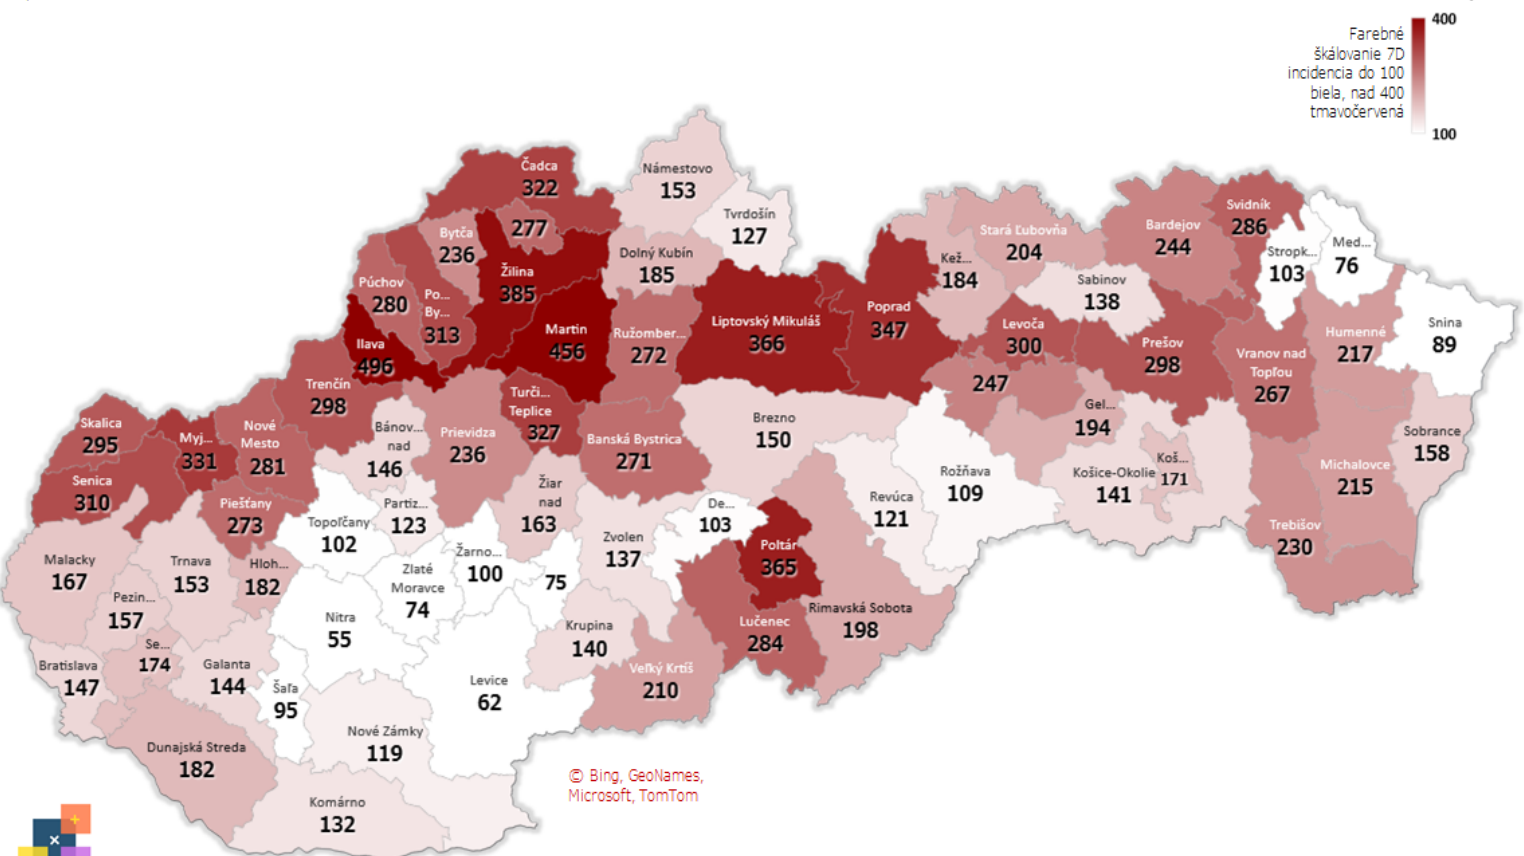 400
Farebné
škálovanie 7D
incidencia do 100
biela, nad 400
tmavočervená
100
Čadca
322
Námestovo
153
Tvrdošín
127
277
Bytča
236
Dolný Kubín
185
Žilina
385
Púchov
280
Po...
By...
313
Ilava
496
Martin
456
Ružomber...
272
Liptovský Mikuláš
366
Poprad
347
Kež...
184
Stará Ľubovňa
204
Sabinov
138
Bardejov
244
Svidník
286
Stropk...
103
Med...
76
Snina
89
Humenné
217
Vranov nad
Topľou
267
Prešov
298
Levoča
300
247
Gel...
194
Koš...
171
Košice-Okolie
141
Sobrance
158
Michalovce
215
Trebišov
230
Rožňava
109
Revúca
121
Brezno
150
Banská Bystrica
271
Turči...
Teplice
327
Prievidza
236
Trenčín
298
Bánov...
nad
146
Nové
Mesto
281
Myj...
331
Skalica
295
Senica
310
Piešťany
273
Topoľčany
102
Partiz...
123
Žiar
nad
163
Zvolen
137
De...
103
Poltár
365
Rimavská Sobota
198
Lučenec
284
Veľký Krtíš
210
Krupina
140
75
Žarno...
100
Zlaté
Moravce
74
Nitra
55
Hloh...
182
Trnava
153
Malacky
167
Pezin...
157
Se...
174
Bratislava
147
Galanta
144
Šaľa
95
Levice
62
Nové Zámky
119
Dunajská Streda
182
Komárno
132
© Bing, GeoNames,
Microsoft, TomTom